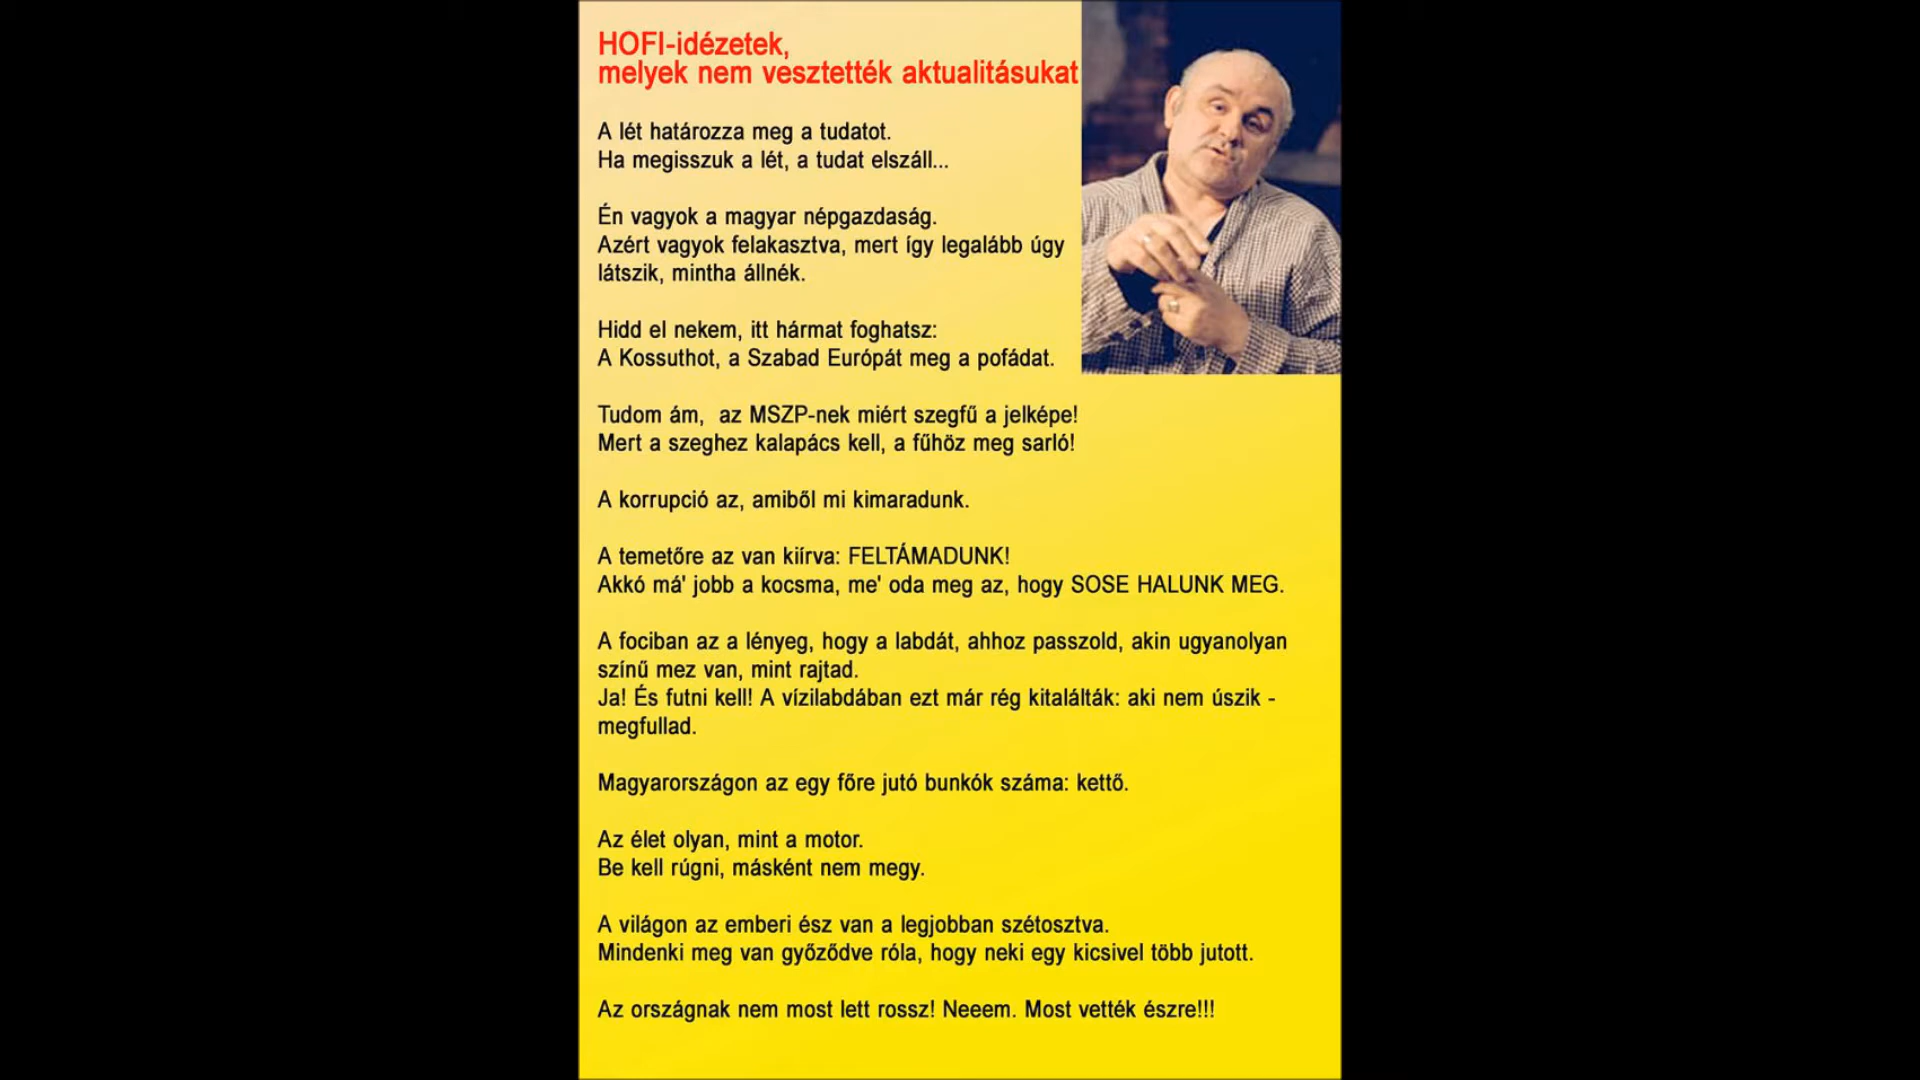 HOFI-idézetek,
melyek nem vesztették aktualitásukat
A lét határozza meg a tudatot.
Ha megisszuk a lét, a tudat elszáll...
Én vagyok a magyar népgazdaság.
Azért vagyok felakasztva, mert így legalább úgy
látszik, mintha állnék.
Hidd el nekem, itt hármat foghatsz:
A Kossuthot, a Szabad Európát meg a pofádat.
Tudom ám,  az MSZP-nek miért szegfű a jelképe!
Mert a szeghez kalapács kell, a fűhöz meg sarló!
A korrupció az, amiből mi kimaradunk.
A temetőre az van kiírva: FELTÁMADUNK!
Akkó má' jobb a kocsma, me' oda meg az, hogy SOSE HALUNK MEG.
A fociban az a lényeg, hogy a labdát, ahhoz passzold, akin ugyanolyan
színű mez van, mint rajtad.
Ja! És futni kell! A vízilabdában ezt már rég kitalálták: aki nem úszik -
megfullad.
Magyarországon az egy főre jutó bunkók száma: kettő.
Az élet olyan, mint a motor.
Be kell rúgni, másként nem megy.
A világon az emberi ész van a legjobban szétosztva.
Mindenki meg van győződve róla, hogy neki egy kicsivel több jutott.
Az országnak nem most lett rossz! Neeem. Most vették észre!!!